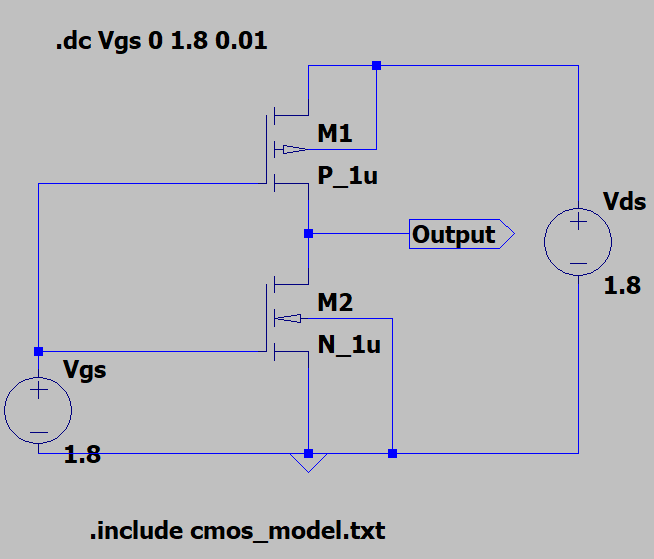 .dc Vgs 0 1.8 0.01
M1
P_1u
Vds
Output
1.8
M2
N_1u
Vgs
1.8
.include cmos_model.txt